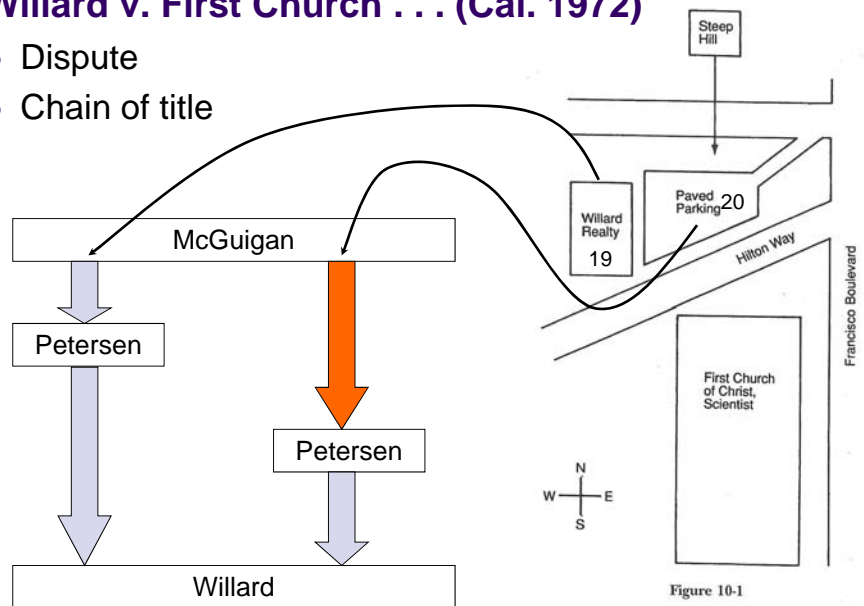 Willard v. First Church . . . (Cal. 1972)
Dispute
Chain of title
McGuigan
Petersen
Petersen
Willard
Steep
Hill
Paved
Parking 20
Willard
Realty
19
Hilton Way
Francisco Boulevard
First Church
of Christ,
Scientist
N
W E
S
Figure 10-1